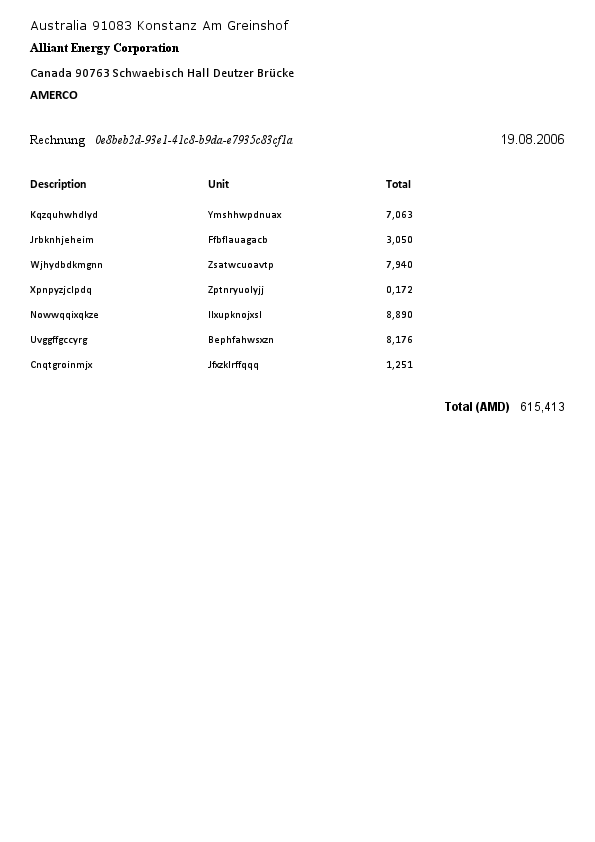 Australia 91083 Konstanz Am Greinshof
Alliant Energy Corporation
Canada 90763 Schwaebisch Hall Deutzer Brücke
AMERCO
Rechnung 0e8beb2d-93e1-41c8-b9da-e7935c83cf1a 19.08.2006
Description Unit Total
Kqzquhwhdlyd Ymshhwpdnuax 7,063
Jrbknhjeheim Ffbflauagacb 3,050
Wjhydbdkmgnn Zsatwcuoavtp 7,940
Xpnpyzjclpdq Zptnryuolyjj 0,172
Nowwqqixqkze Ilxupknojxsl 8,890
Uvggffgccyrg Bephfahwsxzn 8,176
Cnqtgroinmjx Jfxzklrffqqq 1,251
Total (AMD) 615,413